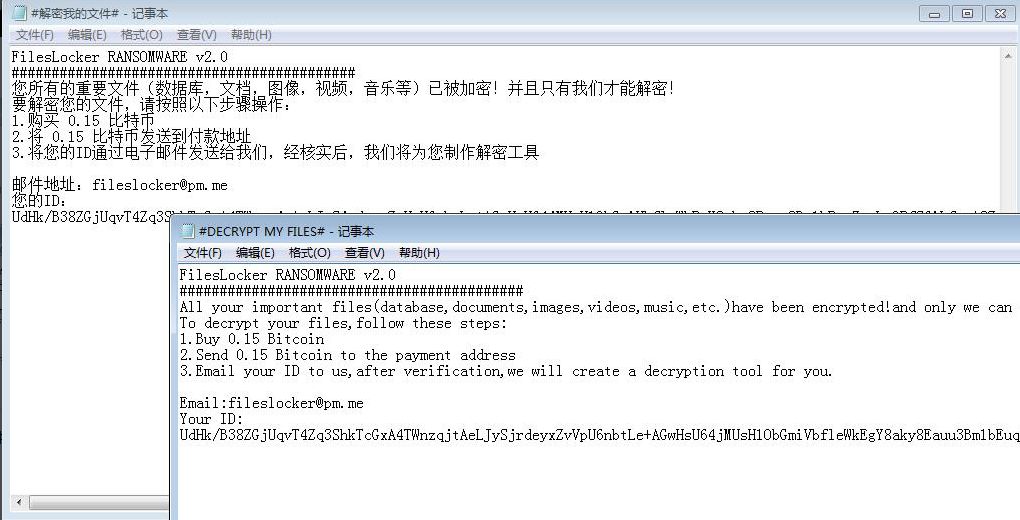 #解密我的文件# - 记事本
文件(F) 编辑(E) 格式(O) 查看(V) 帮助(H)
FilesLocker RANSOMWARE v2.0
###########################################
您所有的重要文件（数据库，文档，图像，视频，音乐等）已被加密！并且只有我们才能解密！
要解密您的文件，请按照以下步骤操作：
1.购买 0.15 比特币
2.将 0.15 比特币发送到付款地址
3.将您的ID通过电子邮件发送给我们，经核实后，我们将为您制作解密工具
邮件地址：fileslocker@pm.me
您的ID：
UdHk/B38ZGjUqvT4Zq3
#DECRYPT MY FILES# - 记事本
文件(F) 编辑(E) 格式(O) 查看(V) 帮助(H)
FilesLocker RANSOMWARE v2.0
###########################################
All your important files(database,documents,images,videos,music,etc.)have been encrypted!and only we can
To decrypt your files,follow these steps:
1.Buy 0.15 Bitcoin
2.Send 0.15 Bitcoin to the payment address
3.Email your ID to us,after verification,we will create a decryption tool for you.
Email:fileslocker@pm.me
Your ID:
UdHk/B38ZGjUqvT4Zq3ShkTcGxA4TWnzqjtAeLJySjrdeyxZvVpU6nbtLe+AGwHsU64jMUsH1ObGmiVbfleWkEgY8aky8Eauu3Bm1bEuq